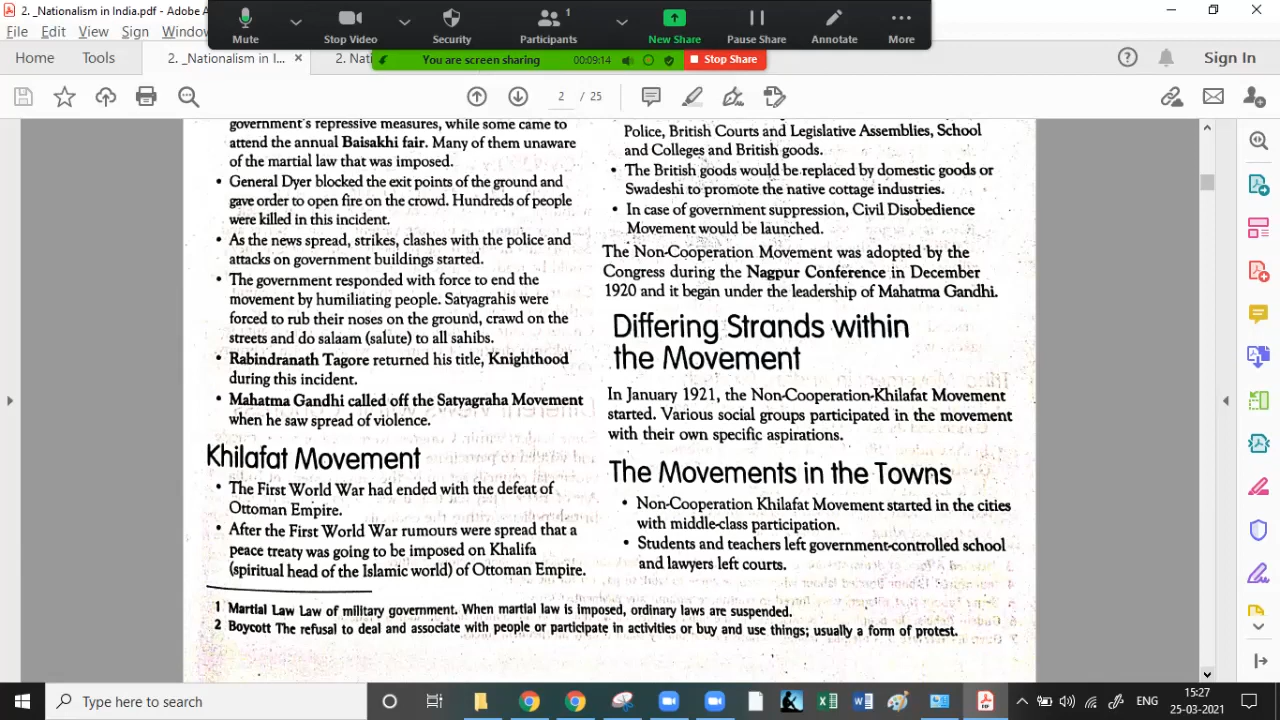 2. _Nationalism in India.pdf - Adobe A
File Edit View Sign Window
Mute
Stop Video
Security
1
Participants
New Share
Pause Share
Annotate
More
You are screen sharing
00:09:14
Stop Share
Home
Tools
2. _Nationalism in I...
2. Nati
Sign In
2 / 25
government's repressive measures, while some came to
attend the annual Baisakhi fair. Many of them unaware
of the martial law that was imposed.
• General Dyer blocked the exit points of the ground and
gave order to open fire on the crowd. Hundreds of people
were killed in this incident.
• As the news spread, strikes, clashes with the police and
attacks on government buildings started.
• The government responded with force to end the
movement by humiliating people. Satyagrahis were
forced to rub their noses on the ground, crawd on the
streets and do salaam (salute) to all sahibs.
• Rabindranath Tagore returned his title, Knighthood
during this incident.
• Mahatma Gandhi called off the Satyagraha Movement
when he saw spread of violence.
Khilafat Movement
• The First World War had ended with the defeat of
Ottoman Empire.
• After the First World War rumours were spread that a
peace treaty was going to be imposed on Khalifa
(spiritual head of the Islamic world) of Ottoman Empire.
Police, British Courts and Legislative Assemblies, School
and Colleges and British goods.
• The British goods would be replaced by domestic goods or
Swadeshi to promote the native cottage industries.
• In case of government suppression, Civil Disobedience
Movement would be launched.
The Non-Cooperation Movement was adopted by the
Congress during the Nagpur Conference in December
1920 and it began under the leadership of Mahatma Gandhi.
Differing Strands within
the Movement
In January 1921, the Non-Cooperation-Khilafat Movement
started. Various social groups participated in the movement
with their own specific aspirations.
The Movements in the Towns
• Non-Cooperation Khilafat Movement started in the cities
with middle-class participation.
• Students and teachers left government-controlled school
and lawyers left courts.
1 Martial Law Law of military government. When martial law is imposed, ordinary laws are suspended.
2 Boycott The refusal to deal and associate with people or participate in activities or buy and use things; usually a form of protest.
Type here to search
ENG
15:27
25-03-2021